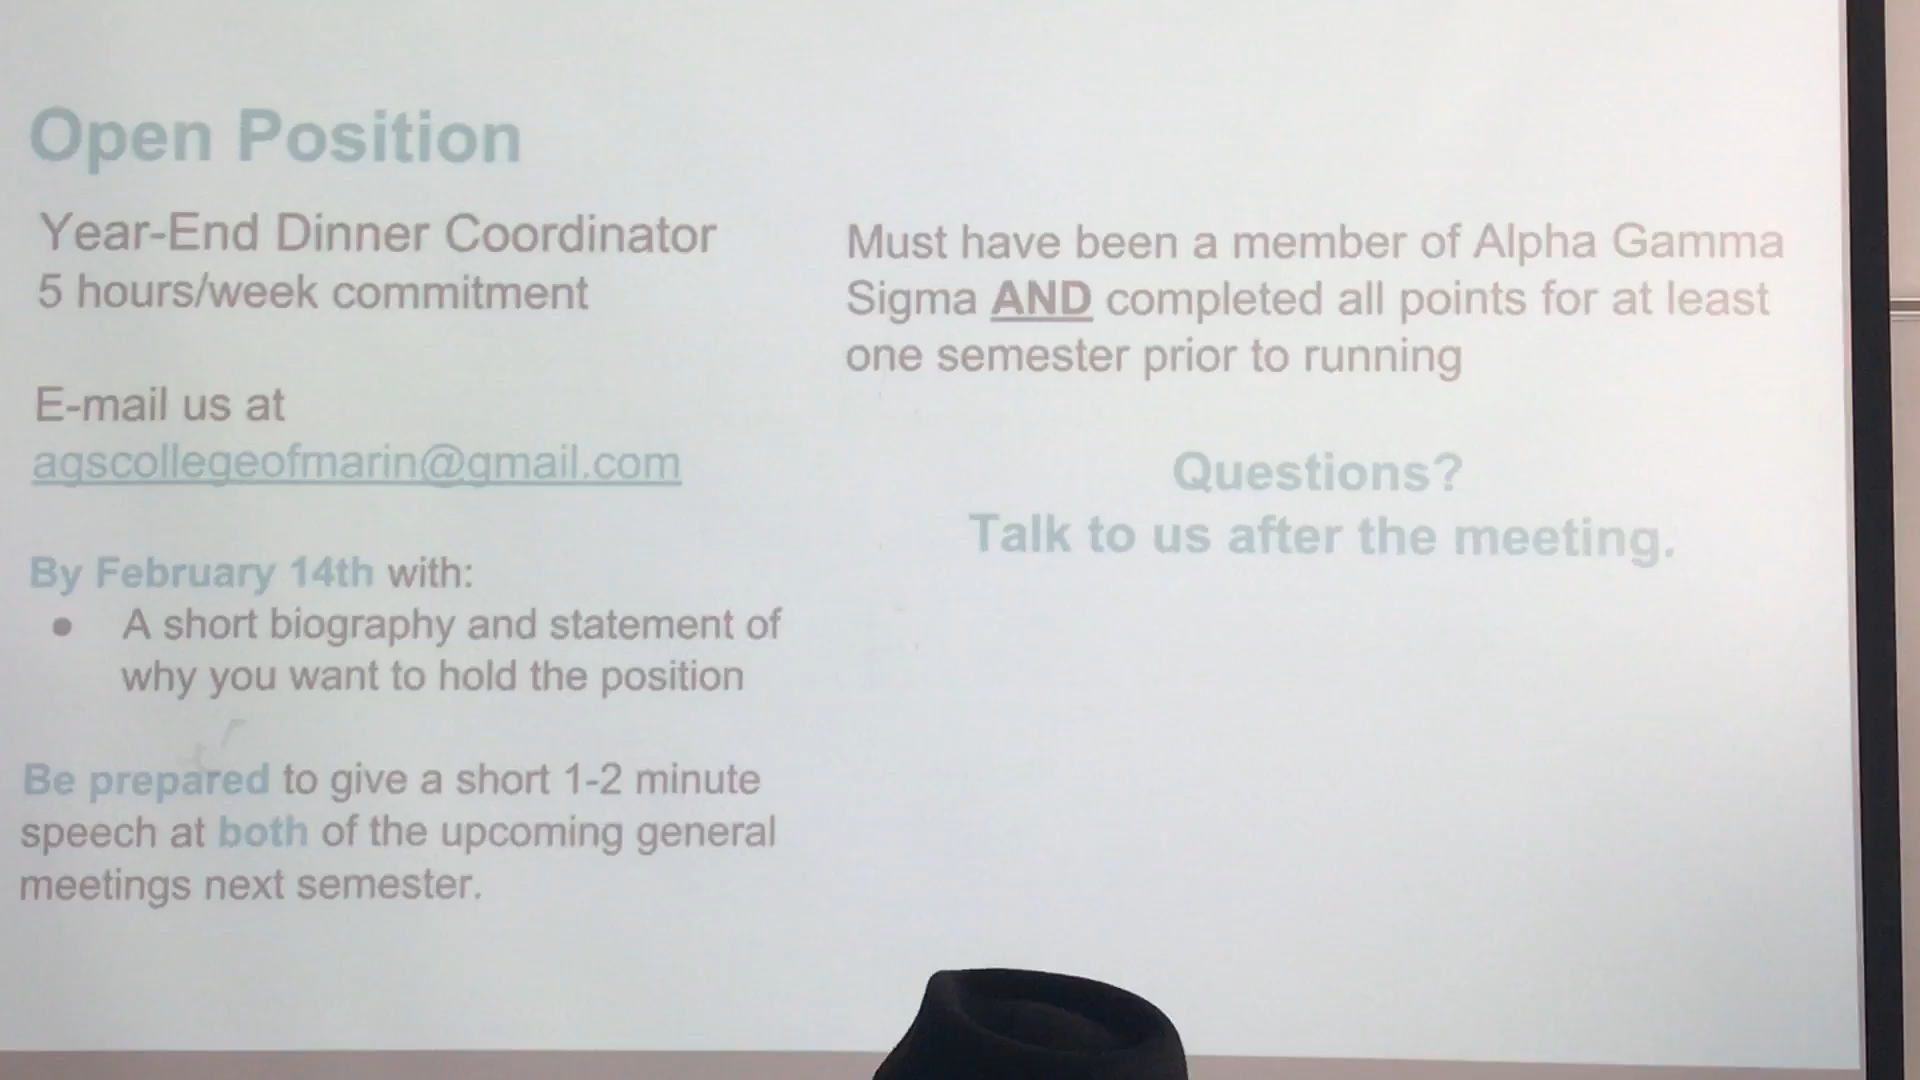 Open Position
Year-End Dinner Coordinator
5 hours/week commitment
E-mail us at
agscollegeofmarin@gmail.com
By February 14th with:
● A short biography and statement of
why you want to hold the position
Be prepared to give a short 1-2 minute
speech at both of the upcoming general
meetings next semester.
Must have been a member of Alpha Gamma
Sigma AND completed all points for at least
one semester prior to running
Questions?
Talk to us after the meeting.